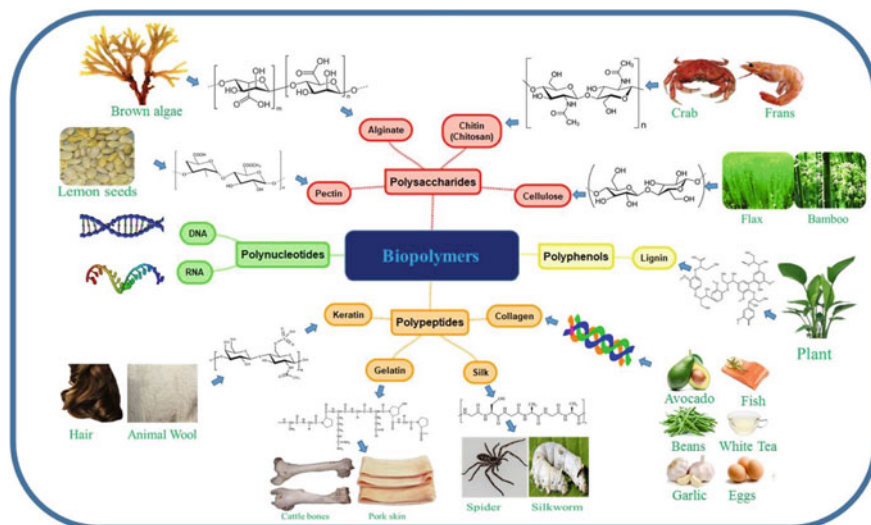 Brown algae
Alginate
Chitin
(Chitosan)
Crab
Frans
Lemon seeds
Pectin
Polysaccharides
Cellulose
Flax
Bamboo
DNA
RNA
Polynucleotides
Biopolymers
Polyphenols
Lignin
Plant
Keratin
Polypeptides
Collagen
Gelatin
Silk
Hair
Animal Wool
Cattle bones
Pork skin
Spider
Silkworm
Avocado
Fish
Beans
White Tea
Garlic
Eggs